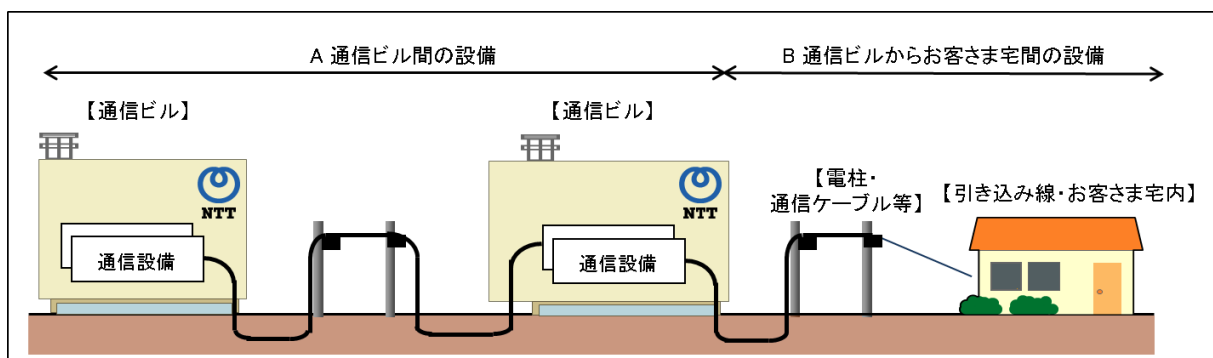 A 通信ビル間の設備
B 通信ビルからお客さま宅間の設備
【通信ビル】
【通信ビル】
【電柱・
通信ケーブル等】
【引き込み線・お客さま宅内】
NTT
NTT
通信設備
通信設備